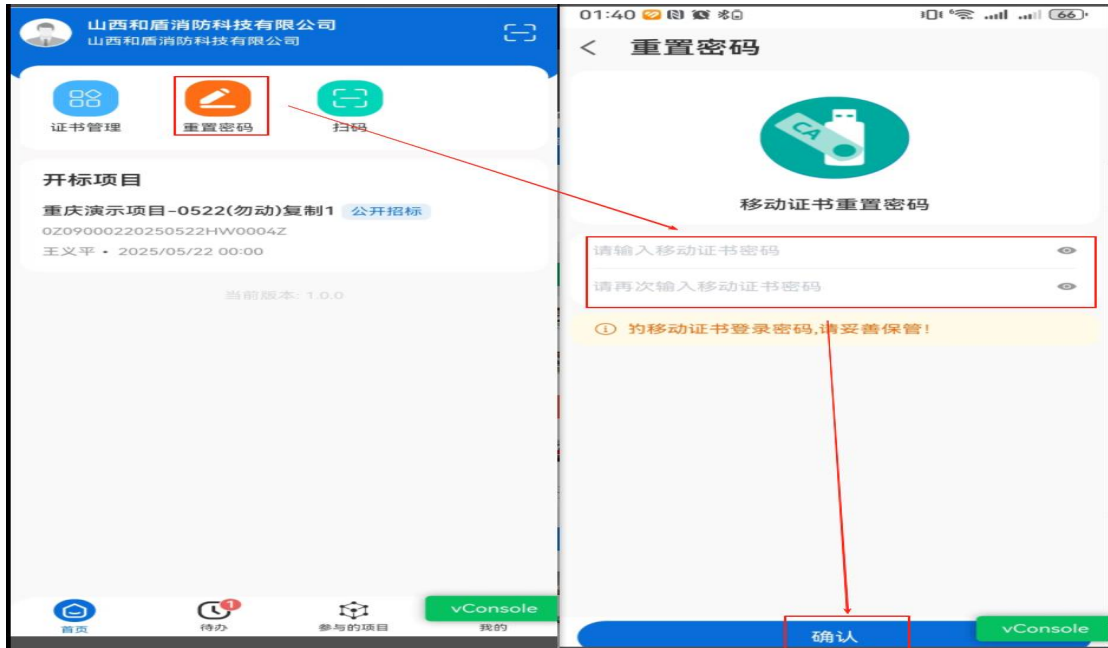 山西和盾消防科技有限公司
山西和盾消防科技有限公司
证书管理
重置密码
扫码
开标项目
重庆演示项目-0522(勿动)复制1 公开招标
0Z09000220250522HW0004Z
王义平 • 2025/05/22 00:00
当前版本: 1.0.0
首页
1
待办
参与的项目
vConsole
我的
01:40
66
重置密码
CA
移动证书重置密码
请输入移动证书密码
请再次输入移动证书密码
的移动证书登录密码,请妥善保管!
确认
vConsole